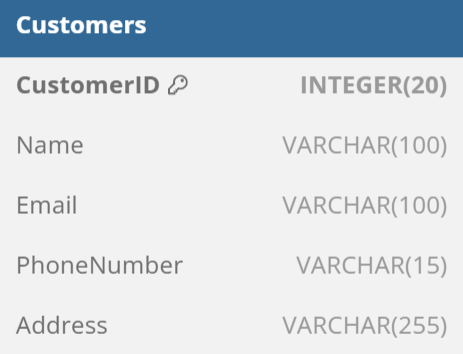 Customers
CustomerID INTEGER(20)
Name VARCHAR(100)
Email VARCHAR(100)
PhoneNumber VARCHAR(15)
Address VARCHAR(255)